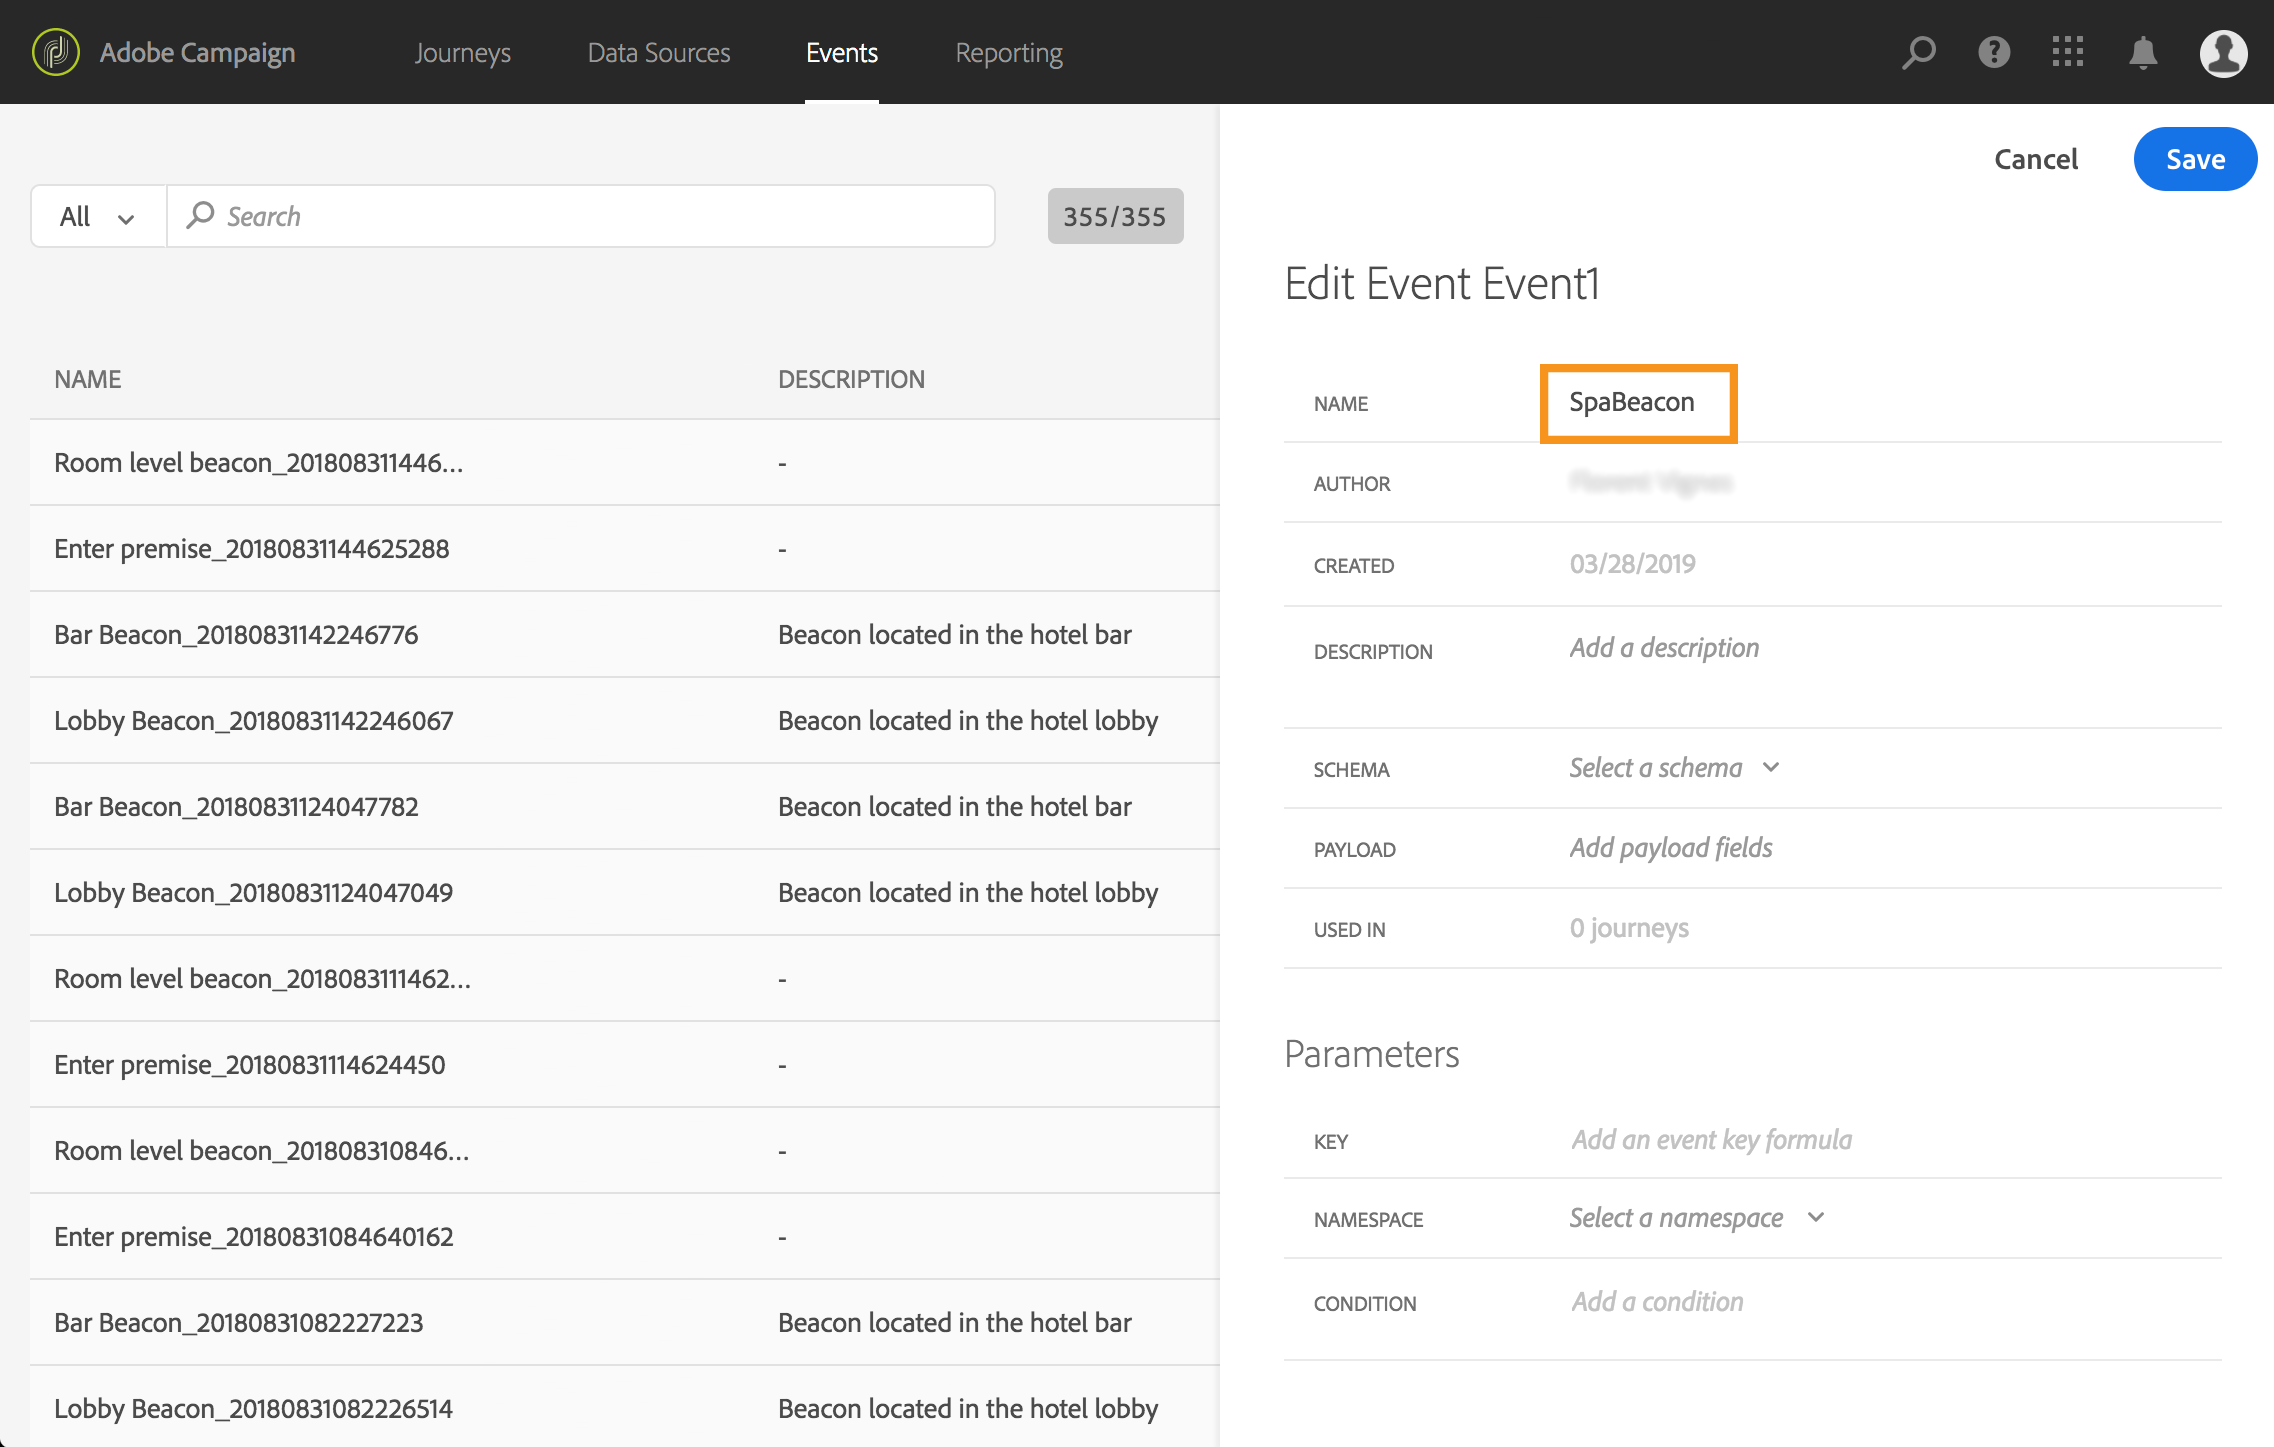 Adobe Campaign Journeys Data Sources Events Reporting
Cancel Save
All Search 355/355
Edit Event Event1
NAME DESCRIPTION
Room level beacon_201808311446... -
Enter premise_20180831144625288 -
Bar Beacon_20180831142246776 Beacon located in the hotel bar
Lobby Beacon_20180831142246067 Beacon located in the hotel lobby
Bar Beacon_20180831124047782 Beacon located in the hotel bar
Lobby Beacon_20180831124047049 Beacon located in the hotel lobby
Room level beacon_2018083111462... -
Enter premise_20180831114624450 -
Room level beacon_201808310846... -
Enter premise_20180831084640162 -
Bar Beacon_20180831082227223 Beacon located in the hotel bar
Lobby Beacon_20180831082226514 Beacon located in the hotel lobby
NAME SpaBeacon
AUTHOR
CREATED 03/28/2019
DESCRIPTION Add a description
SCHEMA Select a schema
PAYLOAD Add payload fields
USED IN 0 journeys
Parameters
KEY Add an event key formula
NAMESPACE Select a namespace
CONDITION Add a condition